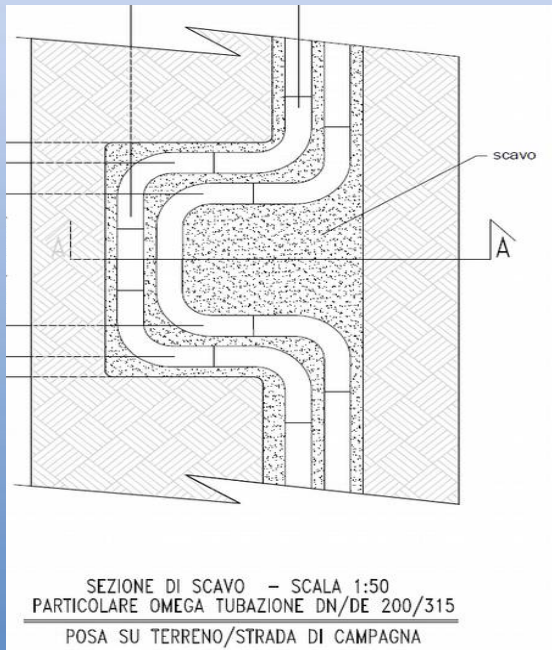 scavo
A A
SEZIONE DI SCAVO – SCALA 1:50
PARTICOLARE OMEGA TUBAZIONE DN/DE 200/315
POSA SU TERRENO/STRADA DI CAMPAGNA